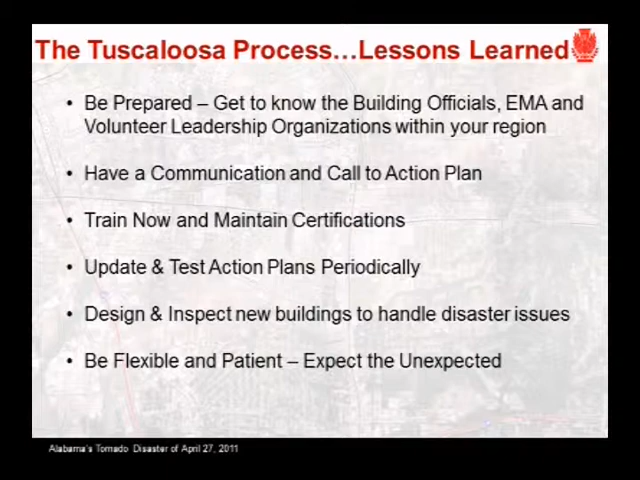 The Tuscaloosa Process…Lessons Learned
• Be Prepared – Get to know the Building Officials, EMA and
Volunteer Leadership Organizations within your region
• Have a Communication and Call to Action Plan
• Train Now and Maintain Certifications
• Update & Test Action Plans Periodically
• Design & Inspect new buildings to handle disaster issues
• Be Flexible and Patient – Expect the Unexpected
Alabama's Tornado Disaster of April 27, 2011